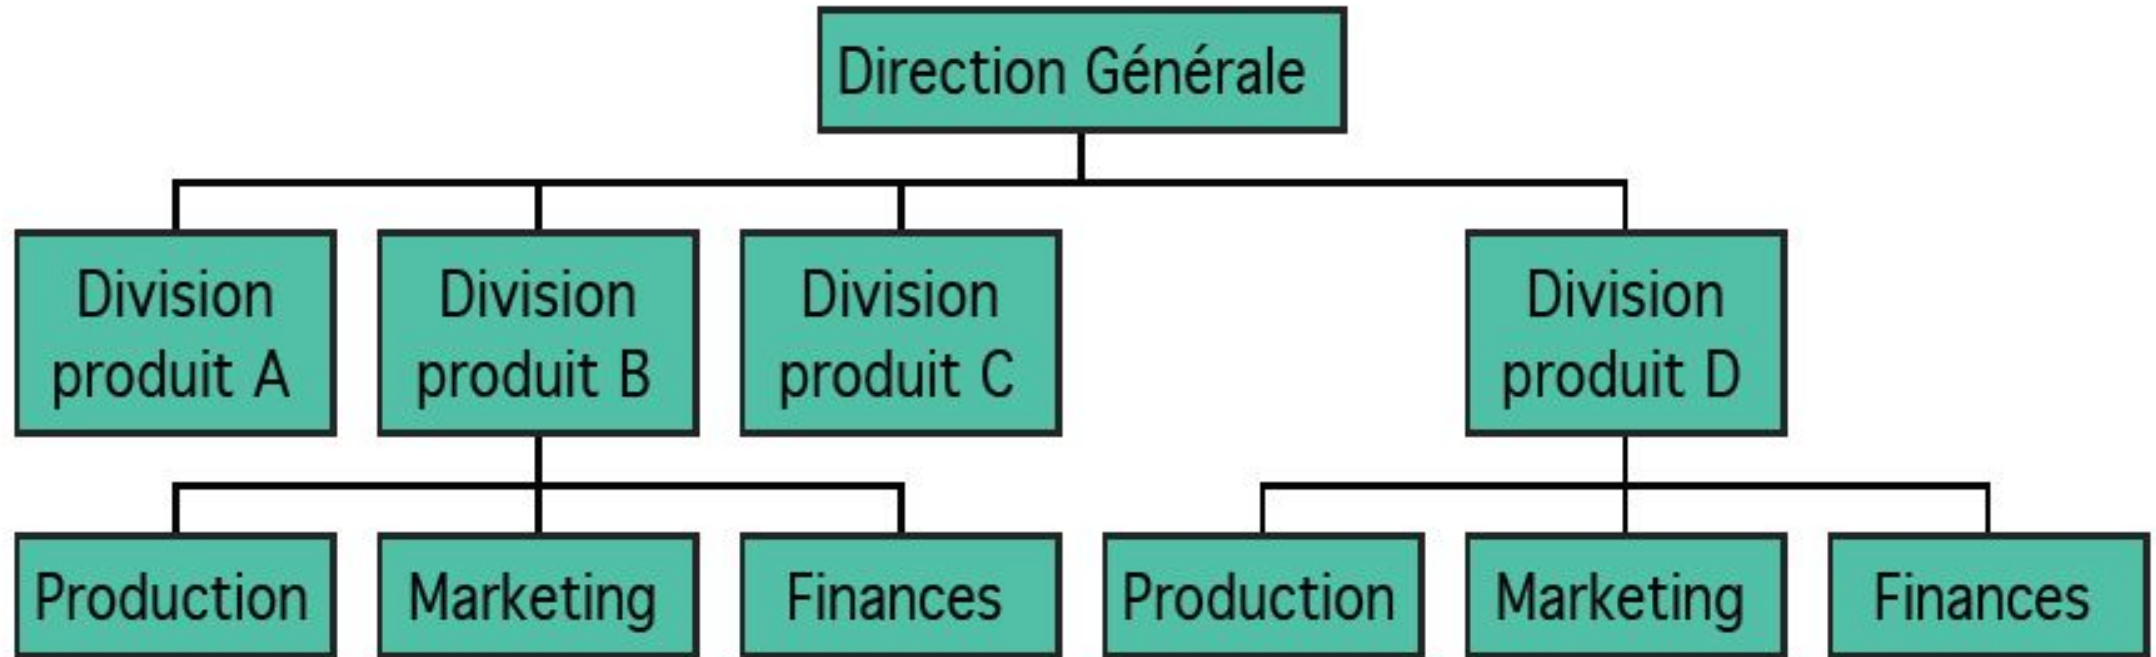 Direction Générale
Division
produit A
Division
produit B
Division
produit C
Division
produit D
Production
Marketing
Finances
Production
Marketing
Finances